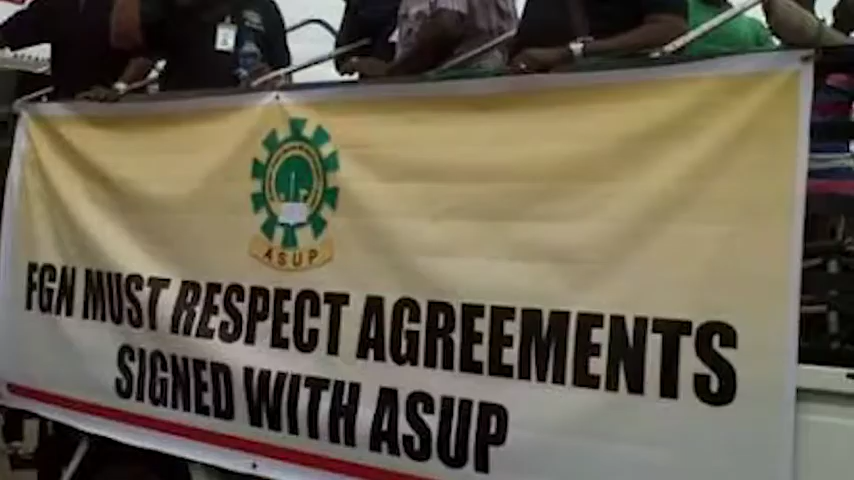 ASUP
FGN MUST RESPECT AGREEMENTS
SIGNED WITH ASUP